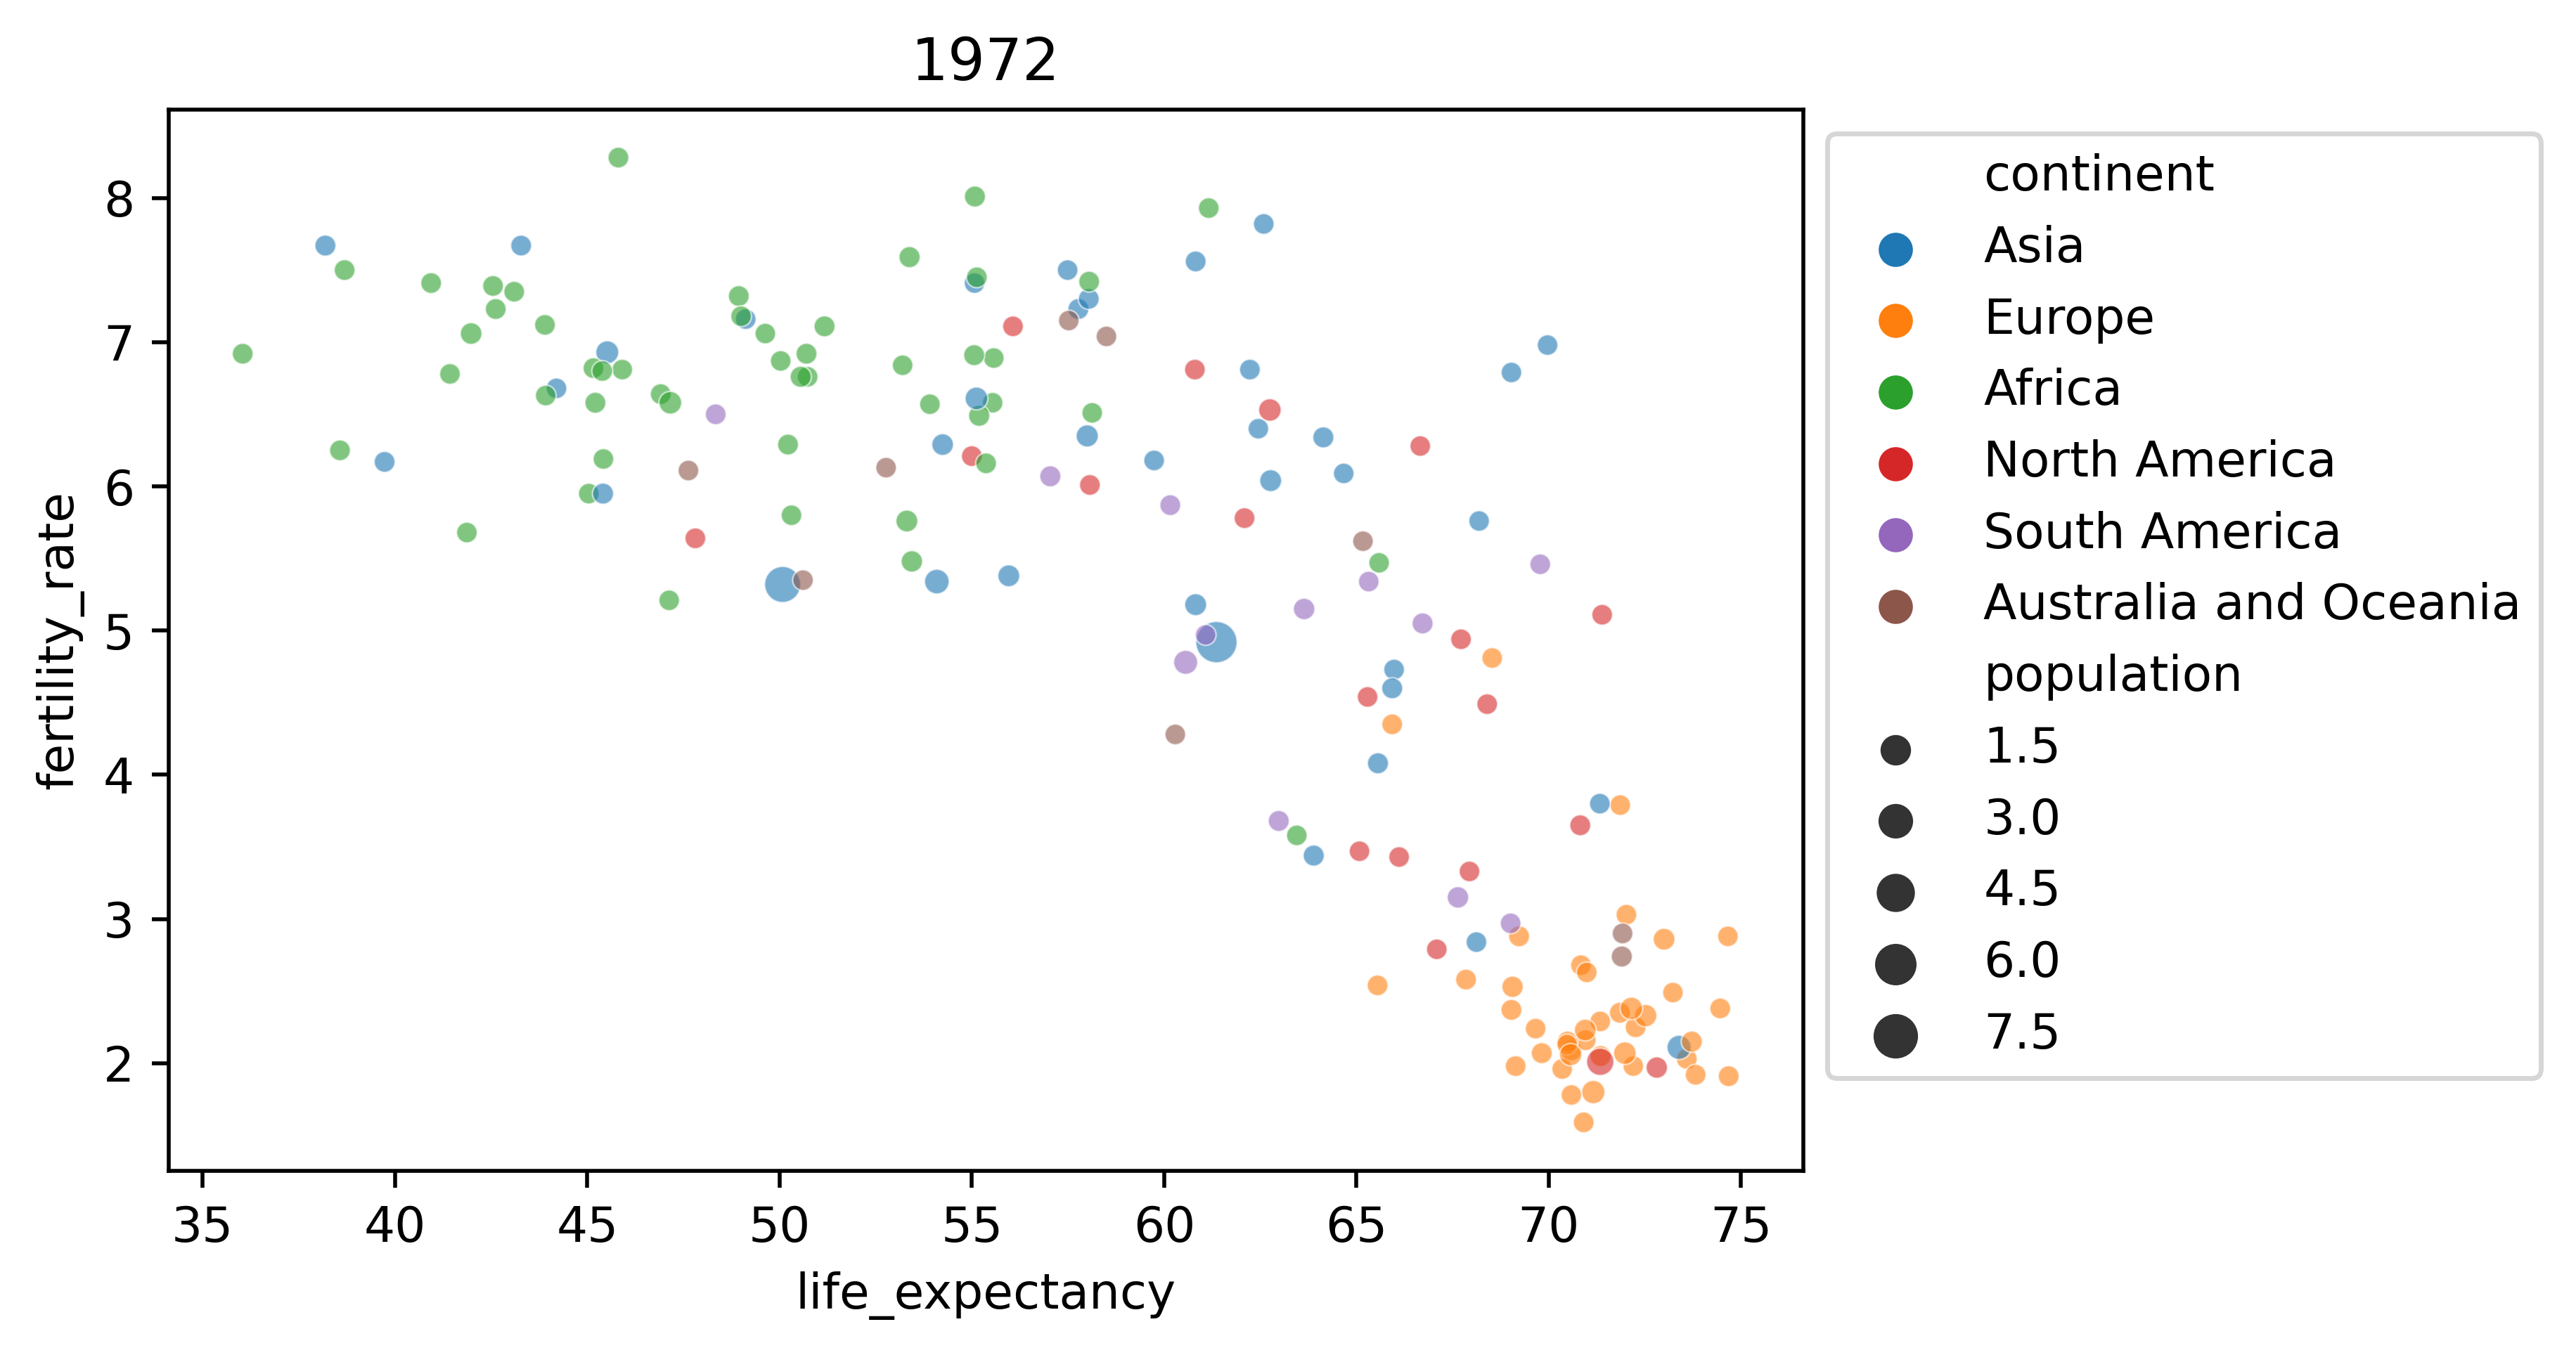 1972
8
7
6
5
4
3
2
fertility_rate
35 40 45 50 55 60 65 70 75
life_expectancy
continent
Asia
Europe
Africa
North America
South America
Australia and Oceania
population
1.5
3.0
4.5
6.0
7.5